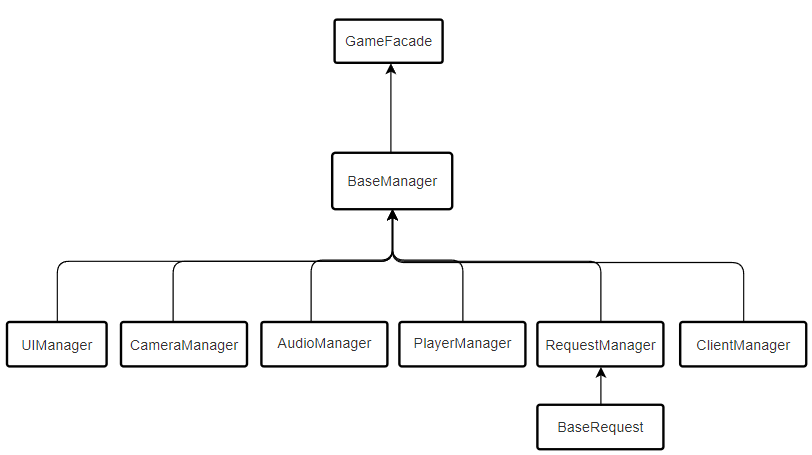 GameFacade
BaseManager
UIManager
CameraManager
AudioManager
PlayerManager
RequestManager
ClientManager
BaseRequest